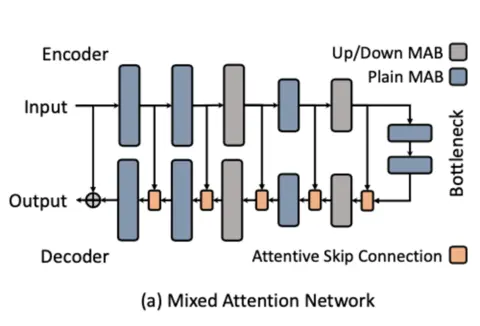 Encoder
Up/Down MAB
Plain MAB
Input
Bottleneck
Output
Decoder
Attentive Skip Connection
(a) Mixed Attention Network